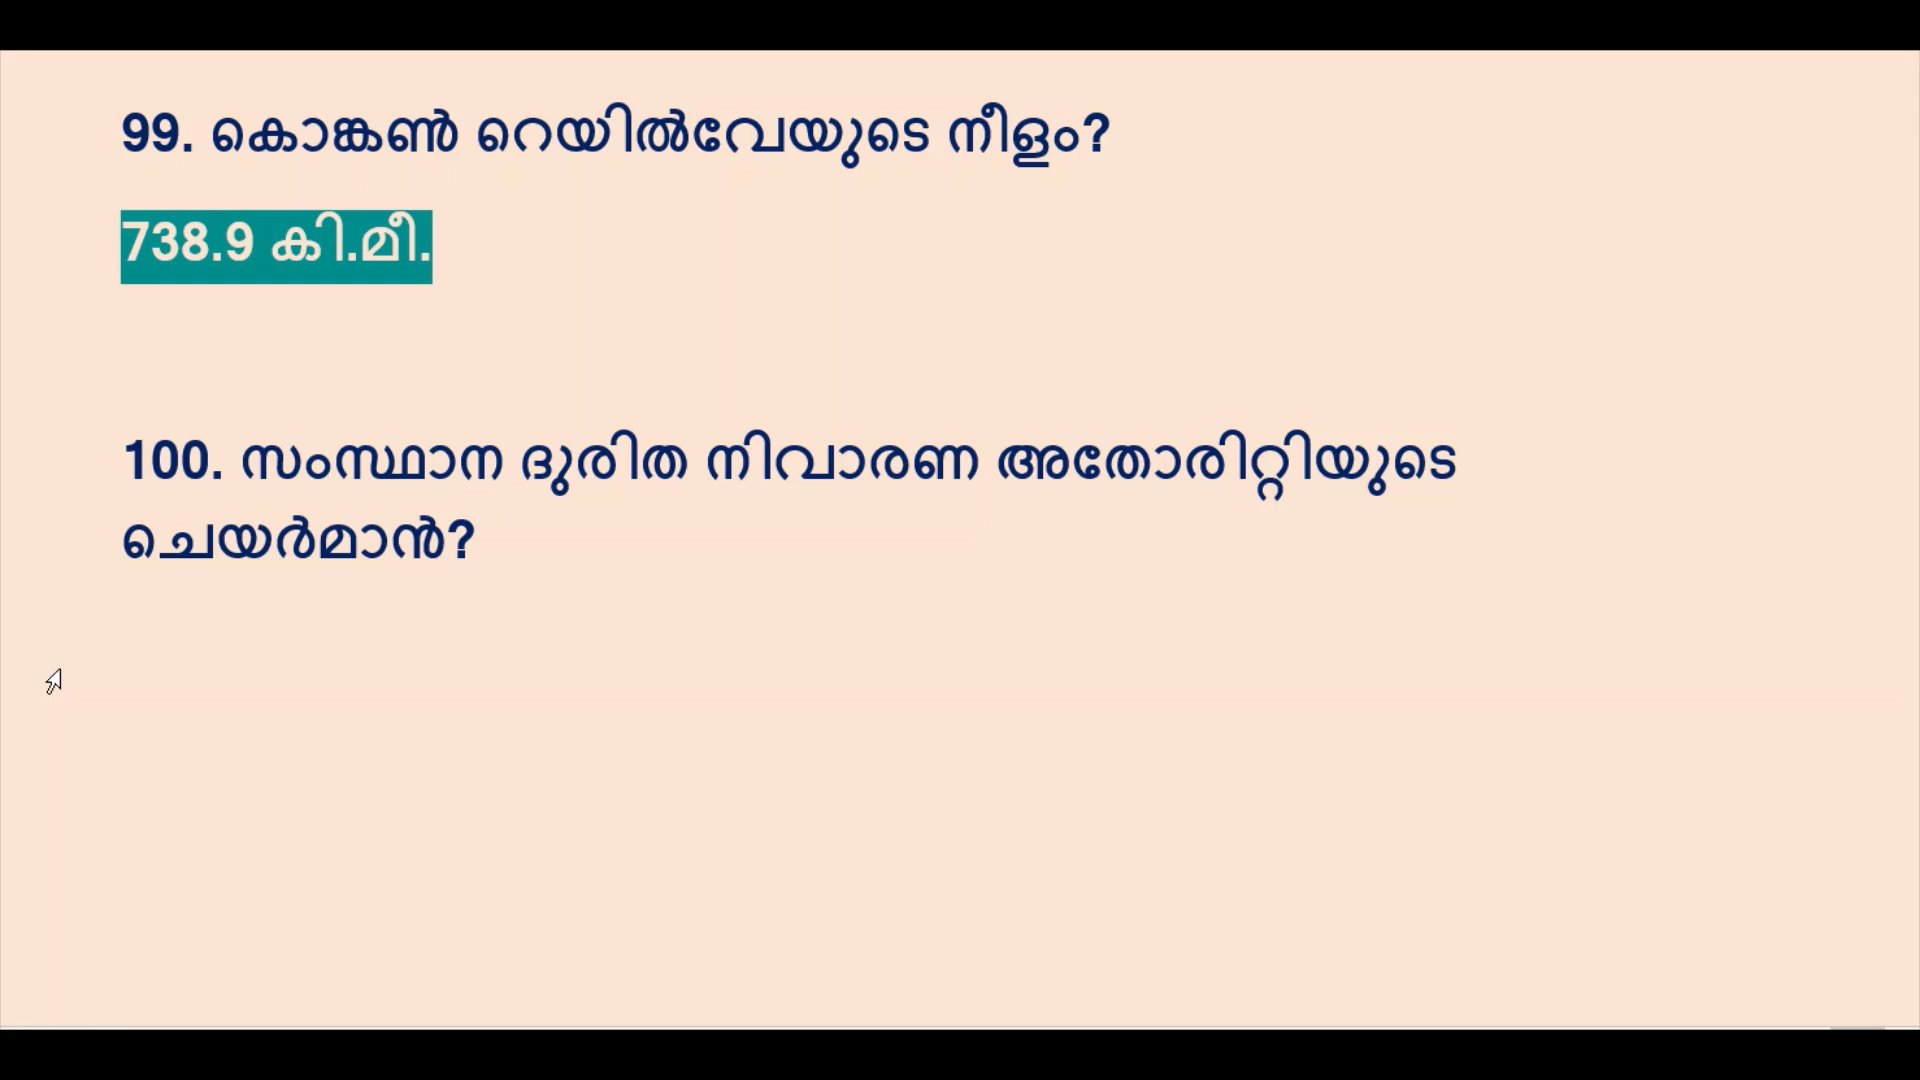 99. കൊങ്കൺ റെയിൽവേയുടെ നീളം?
738.9 കി.മീ.
100. സംസ്ഥാന ദുരിത നിവാരണ അതോരിറ്റിയുടെ
ചെയർമാൻ?